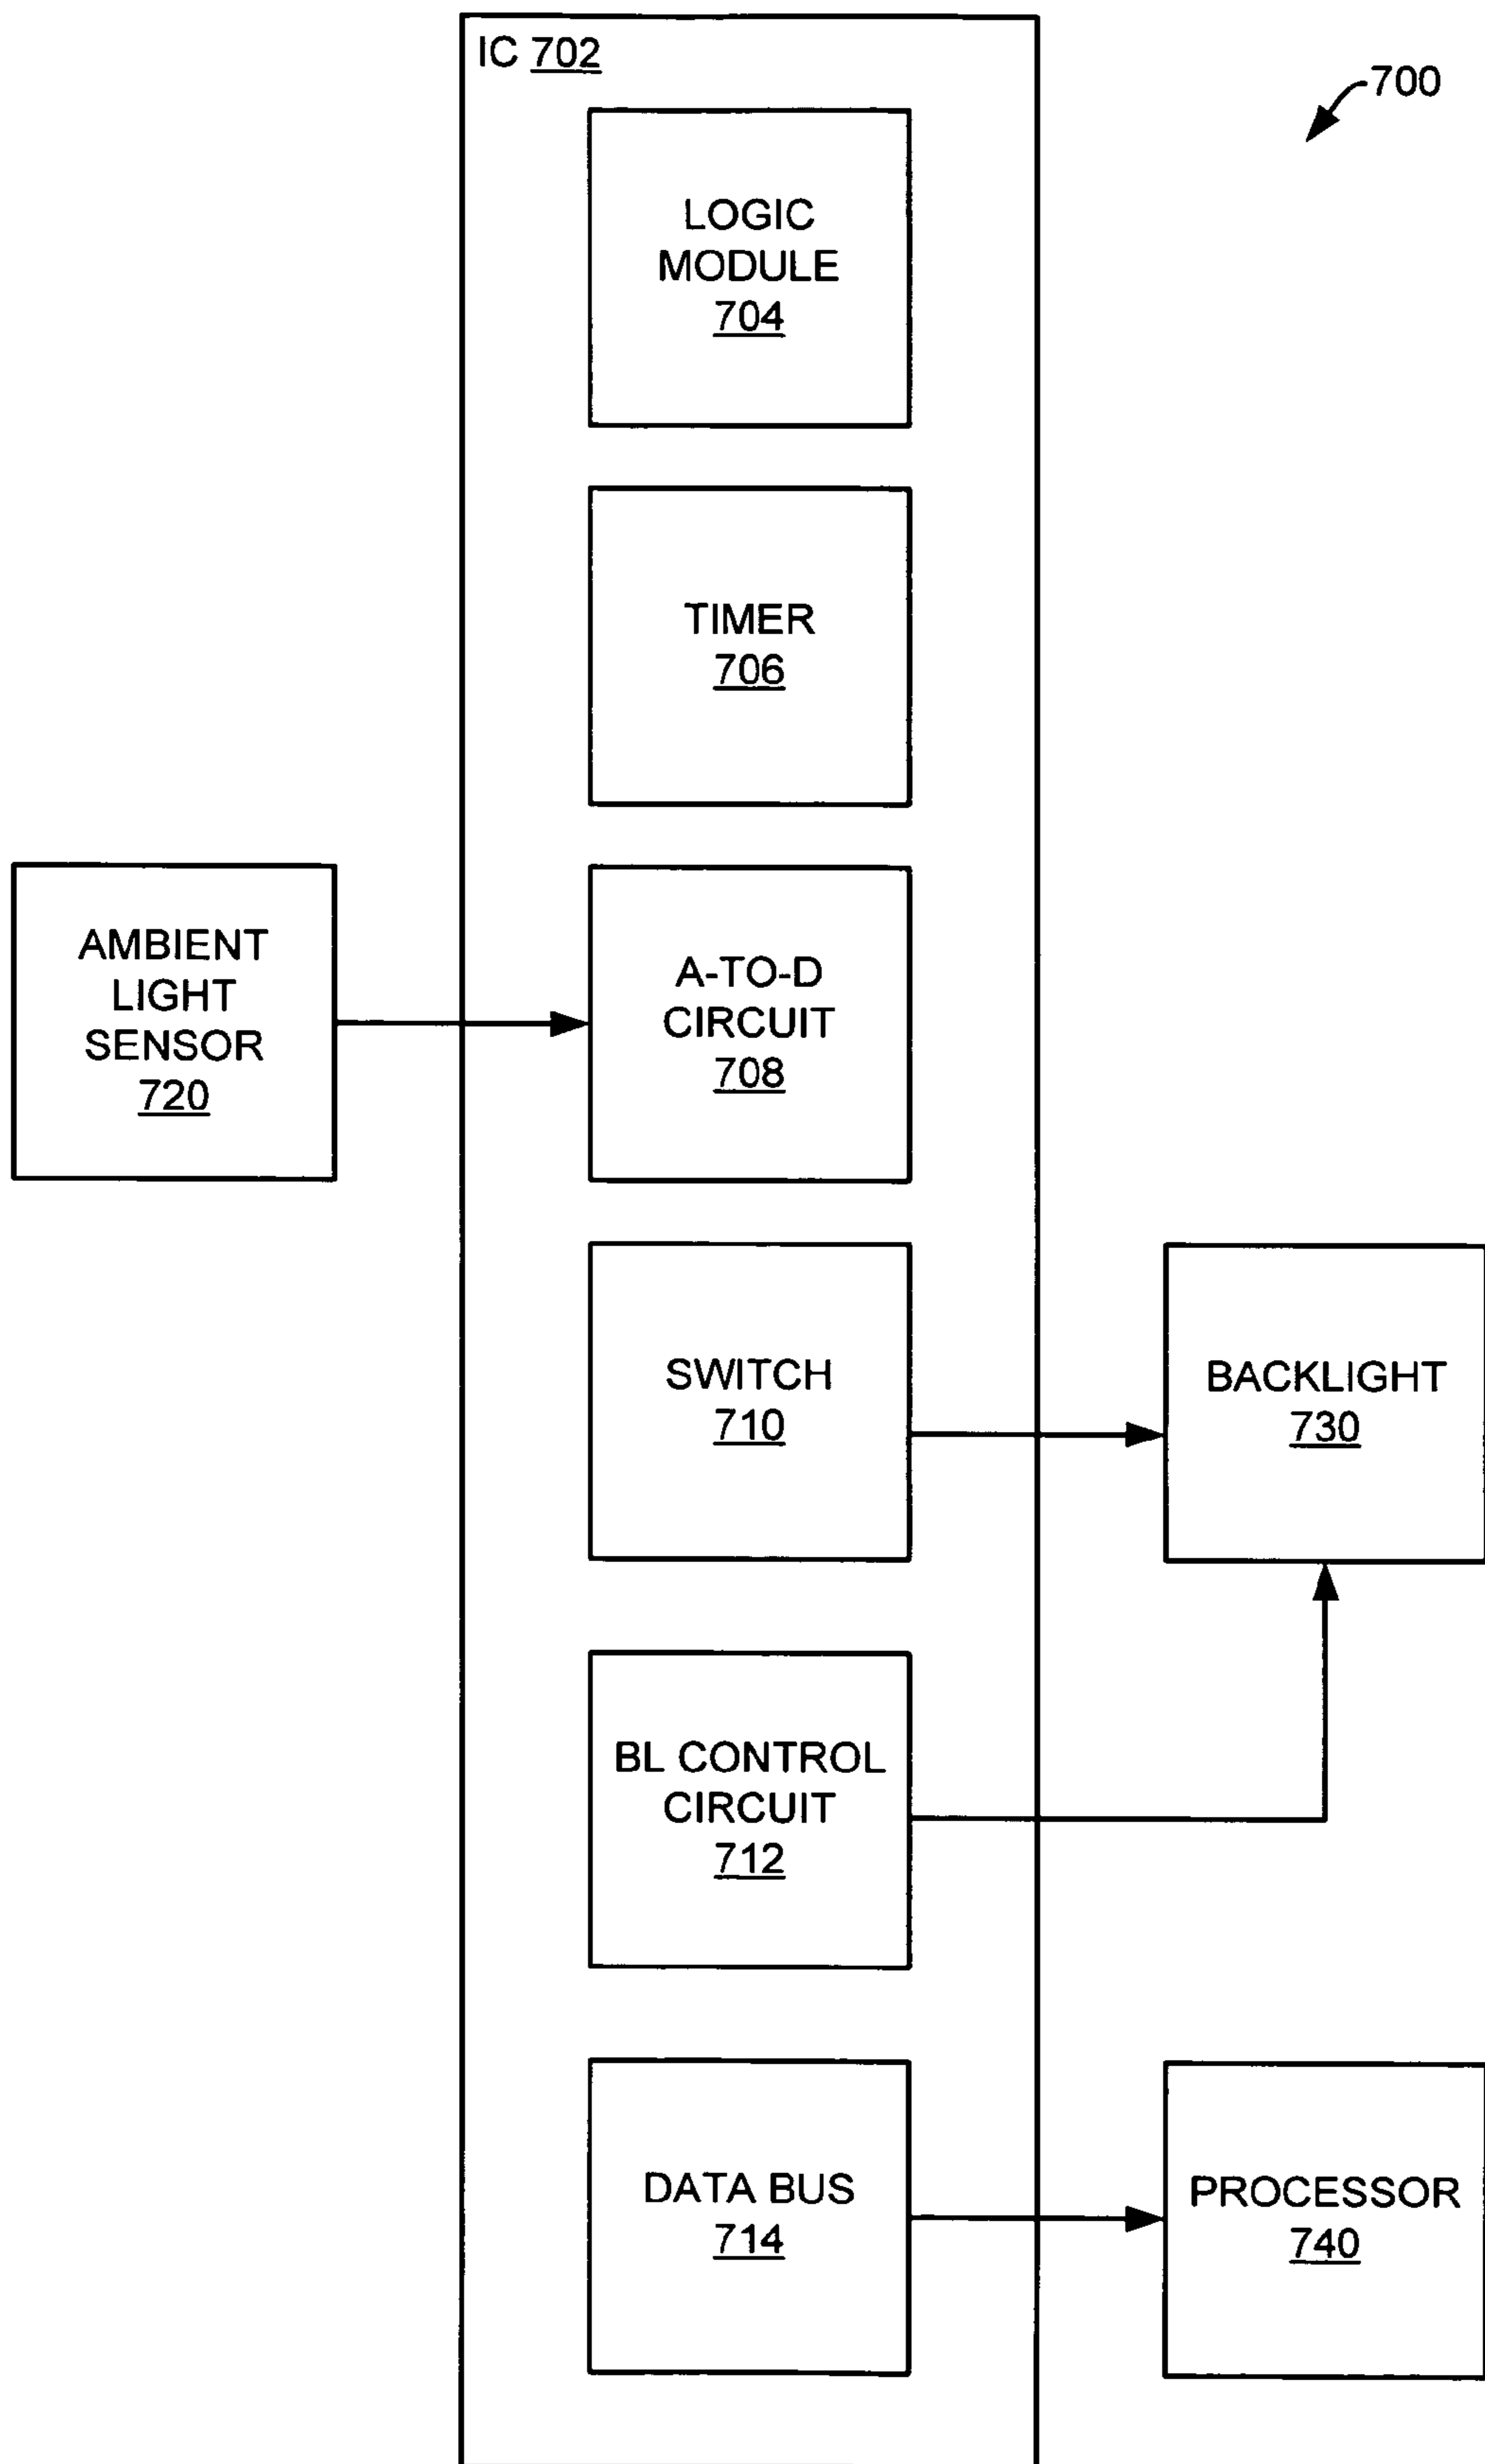 IC 702
700
LOGIC
MODULE
704
TIMER
706
AMBIENT
LIGHT
SENSOR
720
A-TO-D
CIRCUIT
708
SWITCH
710
BACKLIGHT
730
BL CONTROL
CIRCUIT
712
DATA BUS
714
PROCESSOR
740